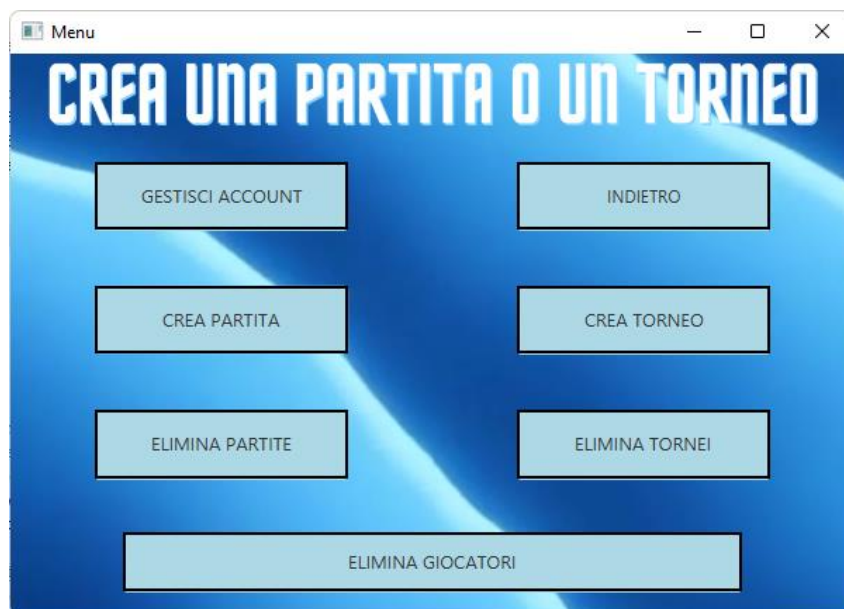 Menu
CREA UNA PARTITA O UN TORNEO
GESTISCI ACCOUNT
INDIETRO
CREA PARTITA
CREA TORNEO
ELIMINA PARTITE
ELIMINA TORNEI
ELIMINA GIOCATORI